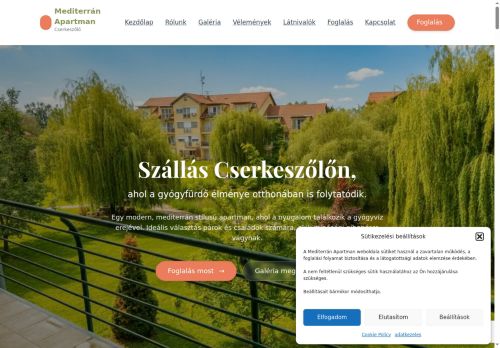 Mediterrán
Apartman
Cserkeszőlő
Kezdőlap Rólunk Galéria Vélemények Látnivalók Foglalás Kapcsolat Foglalás
Szállás Cserkeszőlőn,
ahol a gyógyfürdő élménye otthonában is folytatódik.
Egy modern, mediterrán stílusú apartman, ahol a nyugalom találkozik a gyógyvíz
erejével. Ideális választás párok és családok számára,
vagynak.
Foglalás most →
Galéria meg
Sütikezelési beállítások
A Mediterrán Apartman weboldala sütiket használ a zavartalan működés, a
foglalási folyamat biztosítása és a látogatottsági adatok elemzése érdekében.
A nem feltétlenül szükséges sütik használatához az Ön hozzájárulása
szükséges.
Beállításait bármikor módosíthatja.
Elfogadom Elutasítom Beállítások
Cookie Policy adatkezeles